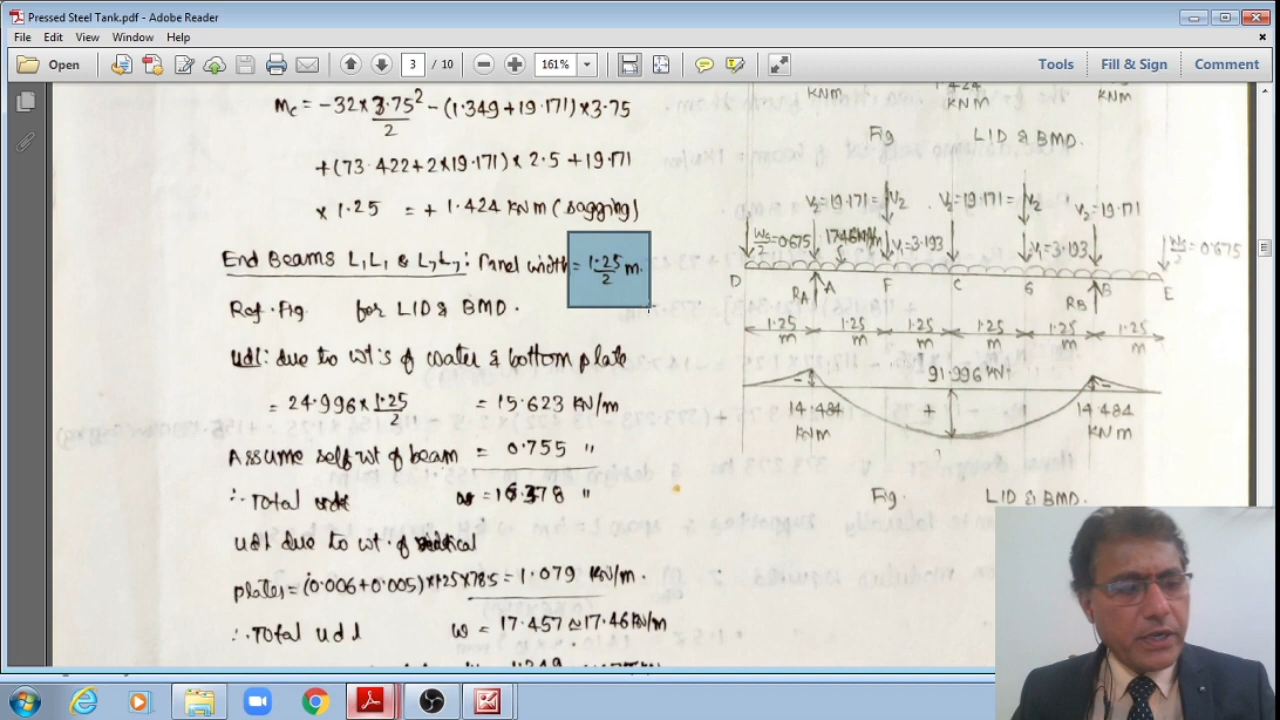 Pressed Steel Tank.pdf - Adobe Reader
File Edit View Window Help
Open 3 / 10 161% Tools Fill & Sign Comment
Mc = -32 × 3.75² / 2 - (1.349 + 19.171) × 3.75
+ (73.422 + 2×19.171) × 2.5 + 19.171
× 1.25 = + 1.424 KNm (sagging)
End Beams L₁L₁ & L₇L₇ : Panel width = 1.25/2 m.
Ref. Fig for LID & BMD.
Udl: due to wt's of water & bottom plate
= 24.996 × 1.25/2 = 15.623 KN/m
Assume self wt of beam = 0.755 "
∴ Total w = 16.378 "
Udl due to wt. of vertical
plates = (0.006 + 0.005) × 1.25 × 78.5 = 1.079 KN/m.
∴ Total udl w = 17.457 ≃ 17.46 KN/m
KNm KNm KNm
Fig LID & BMD.
V₂=19.171 V₂ V₂=19.171 V₂ V₂=19.171
W₅/2=0.675 17.46KN/m V₁=3.193 V₁=3.193 =0.675
D RA A F C G RB B E
1.25 m 1.25 m 1.25 m 1.25 m 1.25 m 1.25 m
91.996 KNm
- + -
14.484 KNm 14.484 KNm
Fig. LID & BMD.